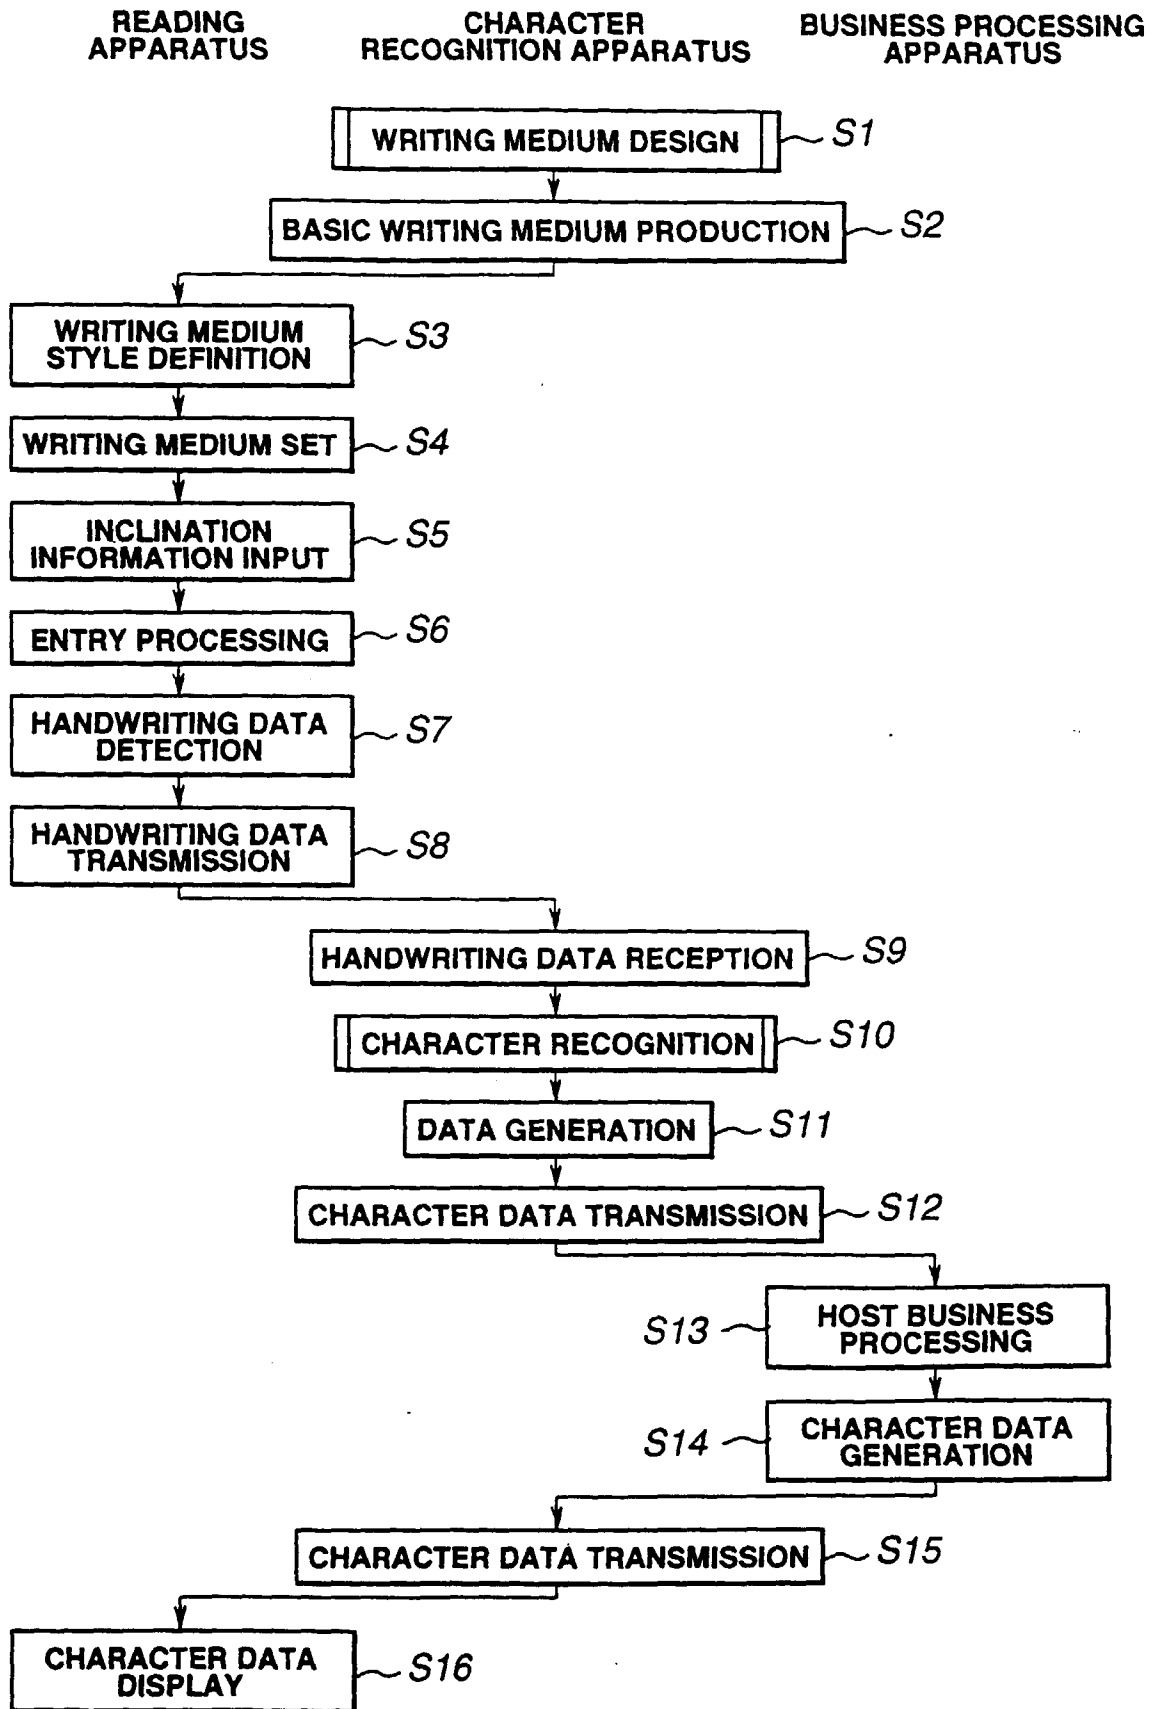 READING
APPARATUS
CHARACTER
RECOGNITION APPARATUS
BUSINESS PROCESSING
APPARATUS
WRITING MEDIUM DESIGN
S1
BASIC WRITING MEDIUM PRODUCTION
S2
WRITING MEDIUM
STYLE DEFINITION
S3
WRITING MEDIUM SET
S4
INCLINATION
INFORMATION INPUT
S5
ENTRY PROCESSING
S6
HANDWRITING DATA
DETECTION
S7
HANDWRITING DATA
TRANSMISSION
S8
HANDWRITING DATA RECEPTION
S9
CHARACTER RECOGNITION
S10
DATA GENERATION
S11
CHARACTER DATA TRANSMISSION
S12
S13
HOST BUSINESS
PROCESSING
S14
CHARACTER DATA
GENERATION
CHARACTER DATA TRANSMISSION
S15
CHARACTER DATA
DISPLAY
S16